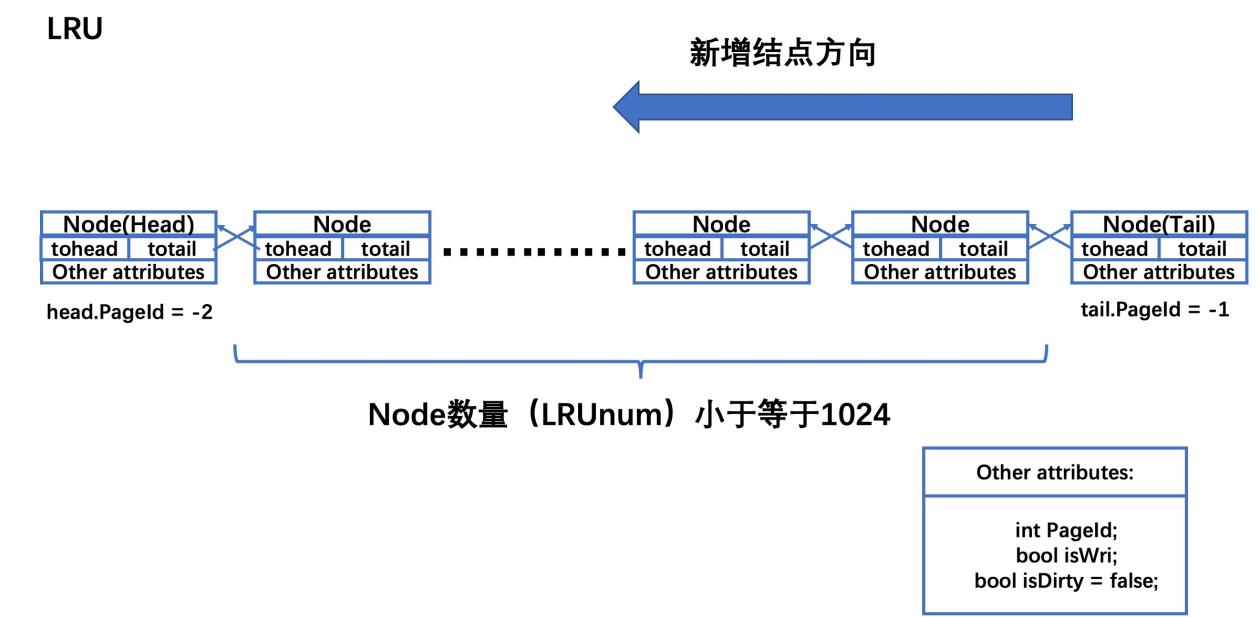 LRU
新增结点方向
Node(Head)
tohead totail
Other attributes
Node
tohead totail
Other attributes
Node
tohead totail
Other attributes
Node
tohead totail
Other attributes
Node(Tail)
tohead totail
Other attributes
head.PageId = -2
tail.PageId = -1
Node数量（LRUnum）小于等于1024
Other attributes:
int PageId;
bool isWri;
bool isDirty = false;